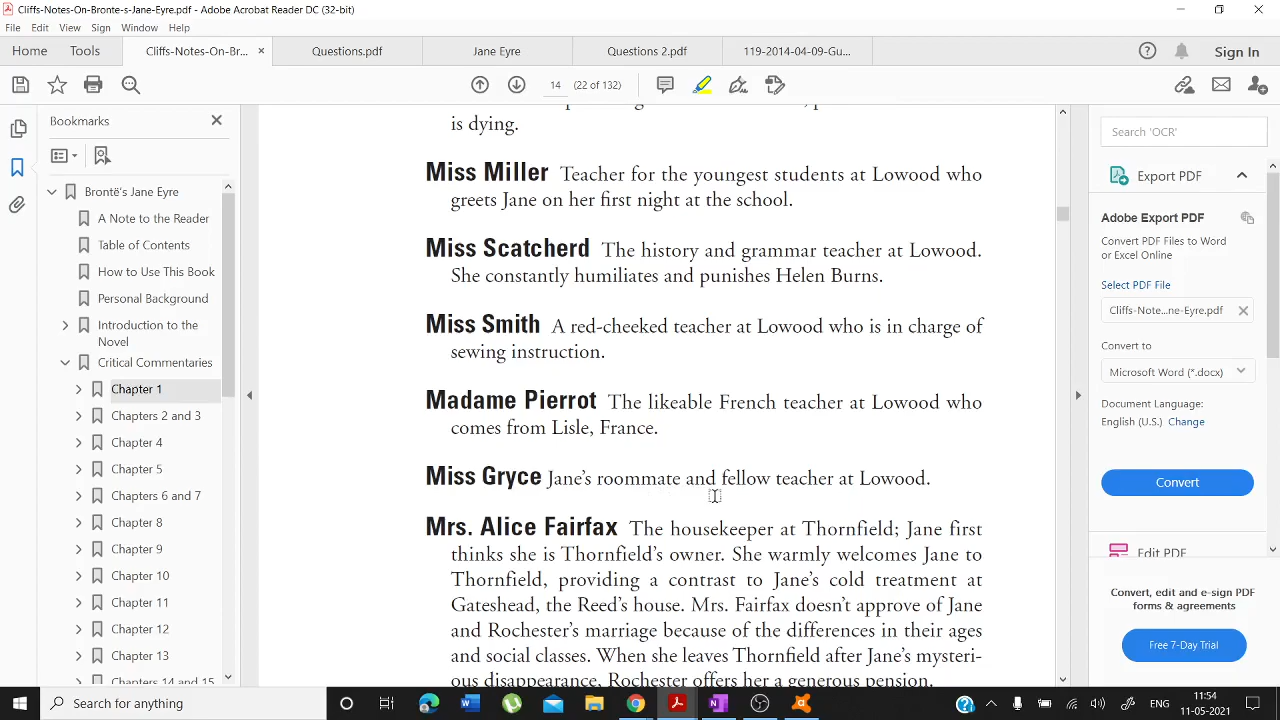 Cliffs-Notes-On-Bronte-s-Jane-Eyre.pdf - Adobe Acrobat Reader DC (32-bit)
File Edit View Sign Window Help
Home Tools Cliffs-Notes-On-Br... × Questions.pdf Jane Eyre Questions 2.pdf 119-2014-04-09-Gu... Sign In
14 (22 of 132)
Bookmarks
Brontë's Jane Eyre
A Note to the Reader
Table of Contents
How to Use This Book
Personal Background
Introduction to the
Novel
Critical Commentaries
Chapter 1
Chapters 2 and 3
Chapter 4
Chapter 5
Chapters 6 and 7
Chapter 8
Chapter 9
Chapter 10
Chapter 11
Chapter 12
Chapter 13
Chapters 14 and 15
is dying.
Miss Miller Teacher for the youngest students at Lowood who
greets Jane on her first night at the school.
Miss Scatcherd The history and grammar teacher at Lowood.
She constantly humiliates and punishes Helen Burns.
Miss Smith A red-cheeked teacher at Lowood who is in charge of
sewing instruction.
Madame Pierrot The likeable French teacher at Lowood who
comes from Lisle, France.
Miss Gryce Jane's roommate and fellow teacher at Lowood.
Mrs. Alice Fairfax The housekeeper at Thornfield; Jane first
thinks she is Thornfield's owner. She warmly welcomes Jane to
Thornfield, providing a contrast to Jane's cold treatment at
Gateshead, the Reed's house. Mrs. Fairfax doesn't approve of Jane
and Rochester's marriage because of the differences in their ages
and social classes. When she leaves Thornfield after Jane's mysteri-
ous disappearance, Rochester offers her a generous pension.
Search 'OCR'
Export PDF
Adobe Export PDF
Convert PDF Files to Word
or Excel Online
Select PDF File
Cliffs-Note...ne-Eyre.pdf
Convert to
Microsoft Word (*.docx)
Document Language:
English (U.S.) Change
Convert
Edit PDF
Convert, edit and e-sign PDF
forms & agreements
Free 7-Day Trial
Search for anything
ENG
11:54
11-05-2021